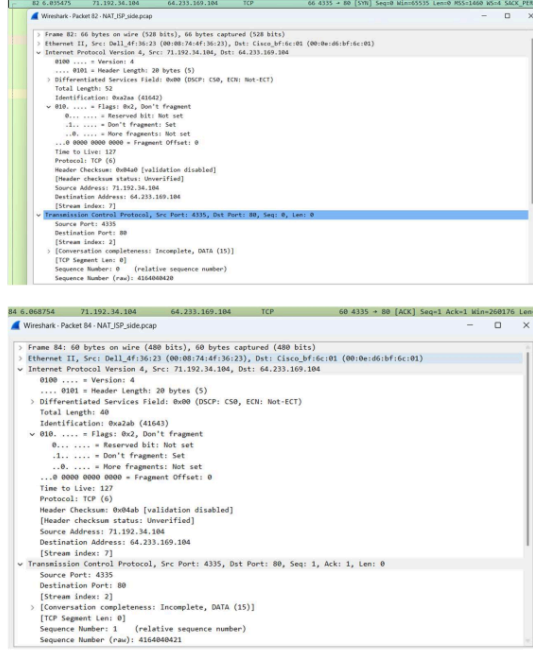 82 6.035475 71.192.34.104 64.233.169.104 TCP 66 4335 → 80 [SYN] Seq=0 Win=65535 Len=0 MSS=1460 WS=4 SACK_PER
Wireshark · Packet 82 · NAT_ISP_side.pcap
Frame 82: 66 bytes on wire (528 bits), 66 bytes captured (528 bits)
Ethernet II, Src: Dell_4f:36:23 (00:08:74:4f:36:23), Dst: Cisco_bf:6c:01 (00:0e:d6:bf:6c:01)
Internet Protocol Version 4, Src: 71.192.34.104, Dst: 64.233.169.104
0100 .... = Version: 4
.... 0101 = Header Length: 20 bytes (5)
Differentiated Services Field: 0x00 (DSCP: CS0, ECN: Not-ECT)
Total Length: 52
Identification: 0xa2aa (41642)
010. .... = Flags: 0x2, Don't fragment
0... .... = Reserved bit: Not set
.1.. .... = Don't fragment: Set
..0. .... = More fragments: Not set
...0 0000 0000 0000 = Fragment Offset: 0
Time to Live: 127
Protocol: TCP (6)
Header Checksum: 0x04a0 [validation disabled]
[Header checksum status: Unverified]
Source Address: 71.192.34.104
Destination Address: 64.233.169.104
[Stream index: 7]
Transmission Control Protocol, Src Port: 4335, Dst Port: 80, Seq: 0, Len: 0
Source Port: 4335
Destination Port: 80
[Stream index: 2]
[Conversation completeness: Incomplete, DATA (15)]
[TCP Segment Len: 0]
Sequence Number: 0 (relative sequence number)
Sequence Number (raw): 4164040420
84 6.068754 71.192.34.104 64.233.169.104 TCP 60 4335 → 80 [ACK] Seq=1 Ack=1 Win=260176 Len
Wireshark · Packet 84 · NAT_ISP_side.pcap
Frame 84: 60 bytes on wire (480 bits), 60 bytes captured (480 bits)
Ethernet II, Src: Dell_4f:36:23 (00:08:74:4f:36:23), Dst: Cisco_bf:6c:01 (00:0e:d6:bf:6c:01)
Internet Protocol Version 4, Src: 71.192.34.104, Dst: 64.233.169.104
0100 .... = Version: 4
.... 0101 = Header Length: 20 bytes (5)
Differentiated Services Field: 0x00 (DSCP: CS0, ECN: Not-ECT)
Total Length: 40
Identification: 0xa2ab (41643)
010. .... = Flags: 0x2, Don't fragment
0... .... = Reserved bit: Not set
.1.. .... = Don't fragment: Set
..0. .... = More fragments: Not set
...0 0000 0000 0000 = Fragment Offset: 0
Time to Live: 127
Protocol: TCP (6)
Header Checksum: 0x04ab [validation disabled]
[Header checksum status: Unverified]
Source Address: 71.192.34.104
Destination Address: 64.233.169.104
[Stream index: 7]
Transmission Control Protocol, Src Port: 4335, Dst Port: 80, Seq: 1, Ack: 1, Len: 0
Source Port: 4335
Destination Port: 80
[Stream index: 2]
[Conversation completeness: Incomplete, DATA (15)]
[TCP Segment Len: 0]
Sequence Number: 1 (relative sequence number)
Sequence Number (raw): 4164040421